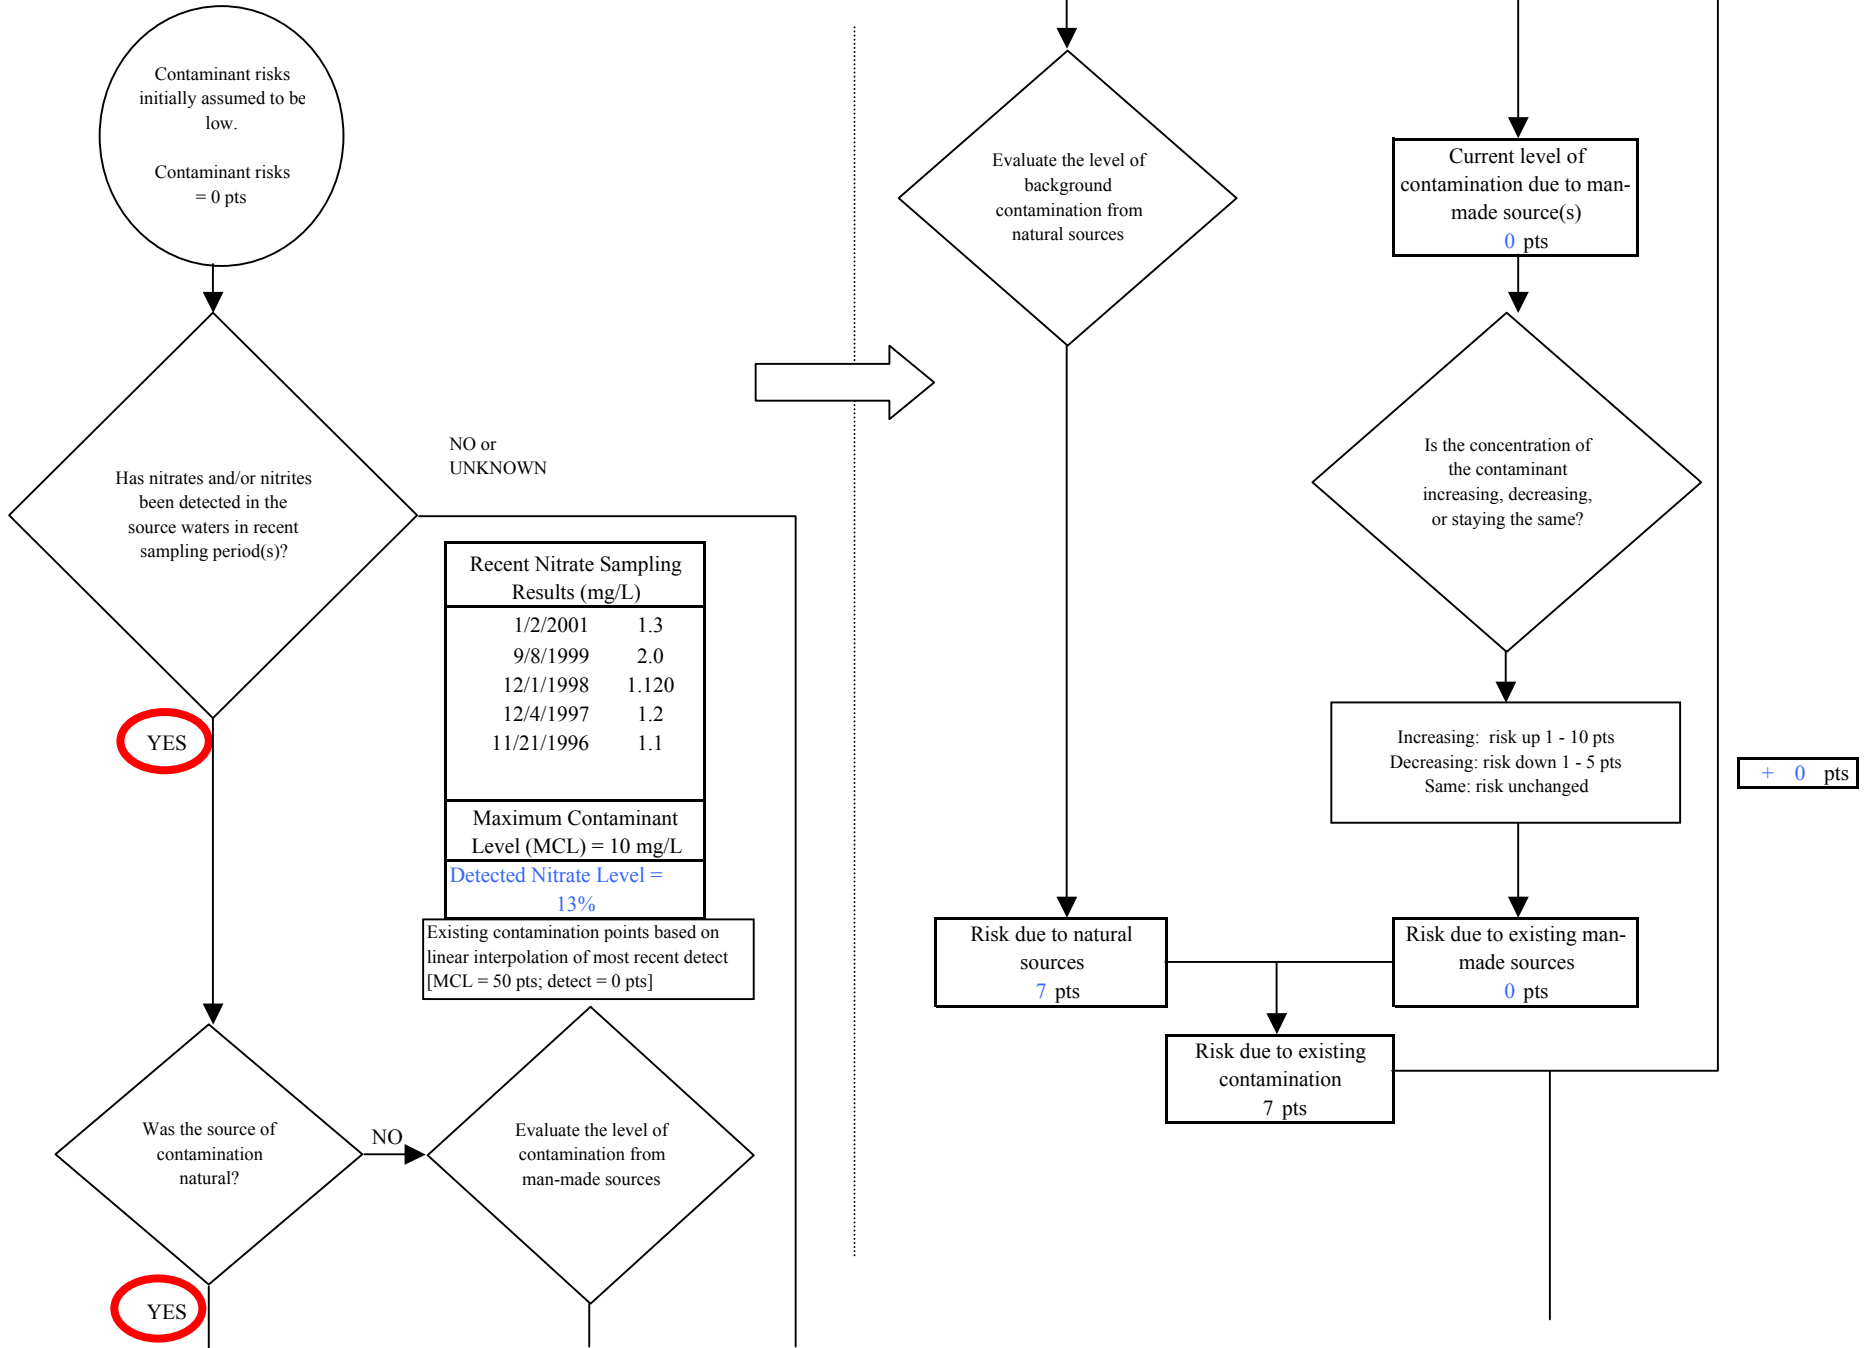 Contaminant risks
initially assumed to be
low.
Contaminant risks
= 0 pts
Has nitrates and/or nitrites
been detected in the
source waters in recent
sampling period(s)?
NO or
UNKNOWN
YES
Recent Nitrate Sampling
Results (mg/L)
1/2/2001 1.3
9/8/1999 2.0
12/1/1998 1.120
12/4/1997 1.2
11/21/1996 1.1
Maximum Contaminant
Level (MCL) = 10 mg/L
Detected Nitrate Level =
13%
Existing contamination points based on
linear interpolation of most recent detect
[MCL = 50 pts; detect = 0 pts]
Was the source of
contamination
natural?
NO
Evaluate the level of
contamination from
man-made sources
YES
Evaluate the level of
background
contamination from
natural sources
Current level of
contamination due to man-
made source(s)
0 pts
Is the concentration of
the contaminant
increasing, decreasing,
or staying the same?
Increasing: risk up 1 - 10 pts
Decreasing: risk down 1 - 5 pts
Same: risk unchanged
+ 0 pts
Risk due to natural
sources
7 pts
Risk due to existing man-
made sources
0 pts
Risk due to existing
contamination
7 pts